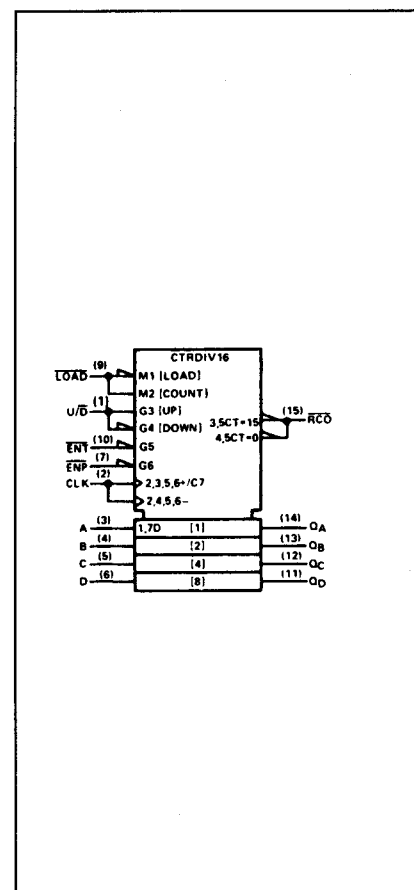 CTRDIV16
LOAD (9) M1 [LOAD]
M2 [COUNT]
U/D (1) G3 [UP] 3,5CT=15 (15) RCO
G4 [DOWN] 4,5CT=0
ENT (10) G5
ENP (7) G6
CLK (2) 2,3,5,6+/C7
2,4,5,6–
A (3) 1,7D [1] (14) QA
B (4) [2] (13) QB
C (5) [4] (12) QC
D (6) [8] (11) QD